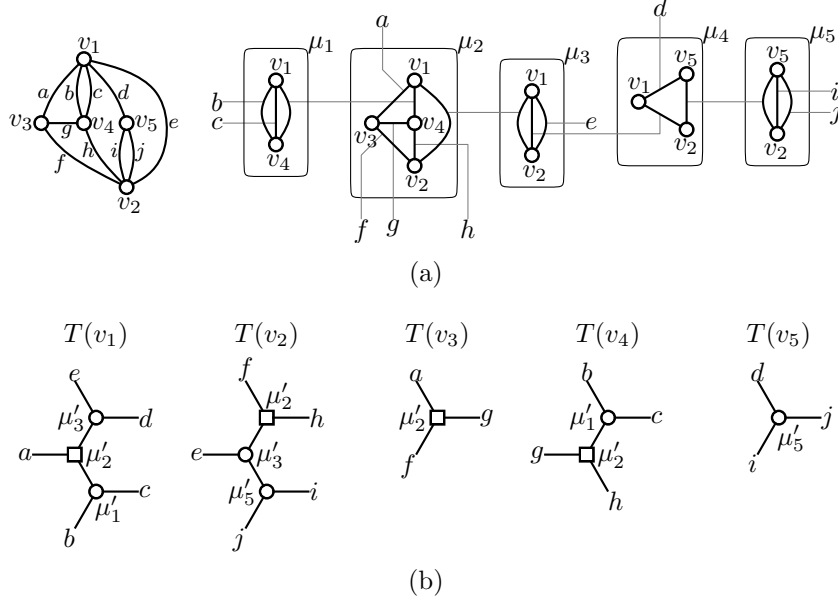 v1
a b c d e
v3 g v4 v5
f h i j
v2
μ1
b c
v1
v4
a
μ2
v1
v3 v4
v2
f g h
μ3
v1
v2
e
d
μ4
v1 v5
v2
μ5
v5
v2
i
j
(a)
T(v1) T(v2) T(v3) T(v4) T(v5)
e
μ′3 d
a μ′2
c
μ′1
b
f
μ′2
h
e μ′3
μ′5 i
j
a
μ′2 g
f
b
μ′1 c
g μ′2
h
d
j
μ′5
i
(b)